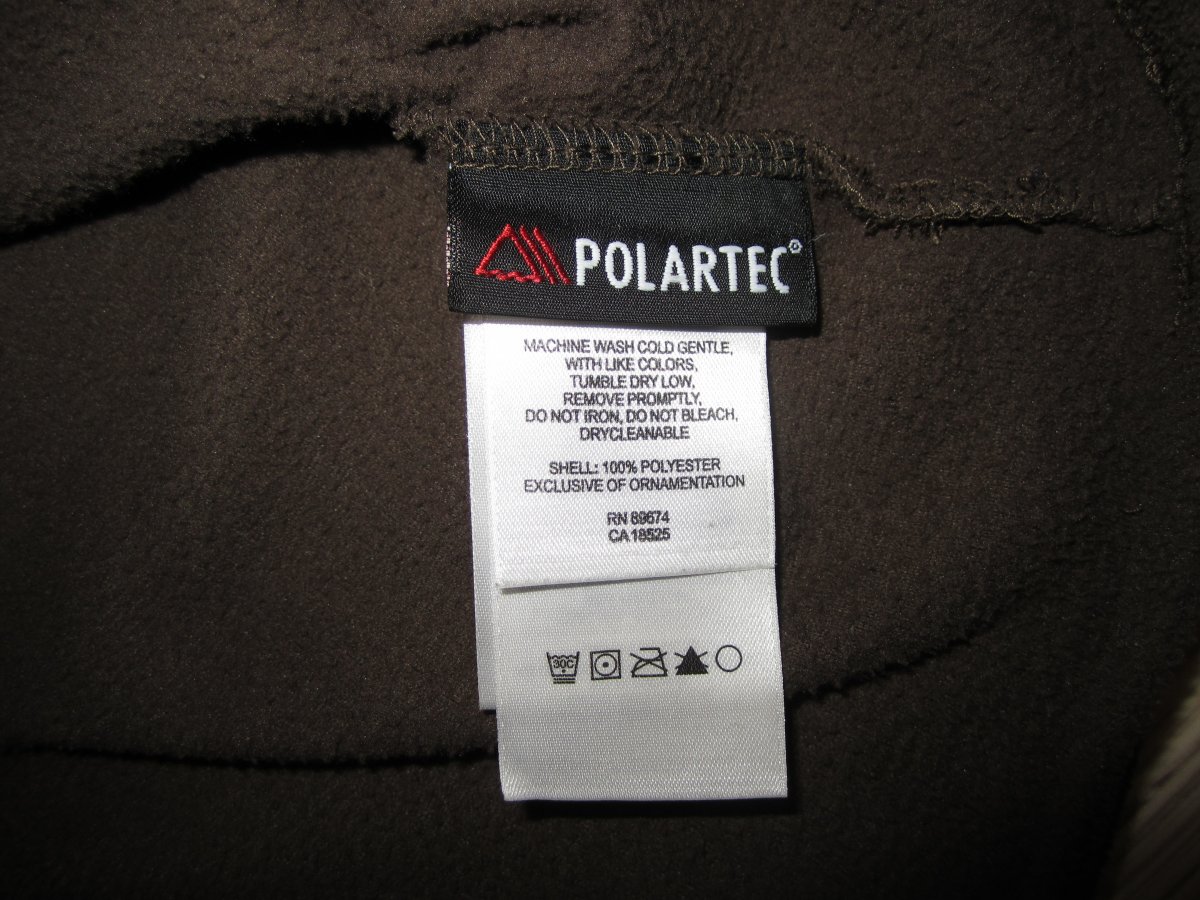 POLARTEC®
MACHINE WASH COLD GENTLE,
WITH LIKE COLORS,
TUMBLE DRY LOW,
REMOVE PROMPTLY,
DO NOT IRON, DO NOT BLEACH,
DRYCLEANABLE
SHELL: 100% POLYESTER
EXCLUSIVE OF ORNAMENTATION
RN 89674
CA 18525
30C